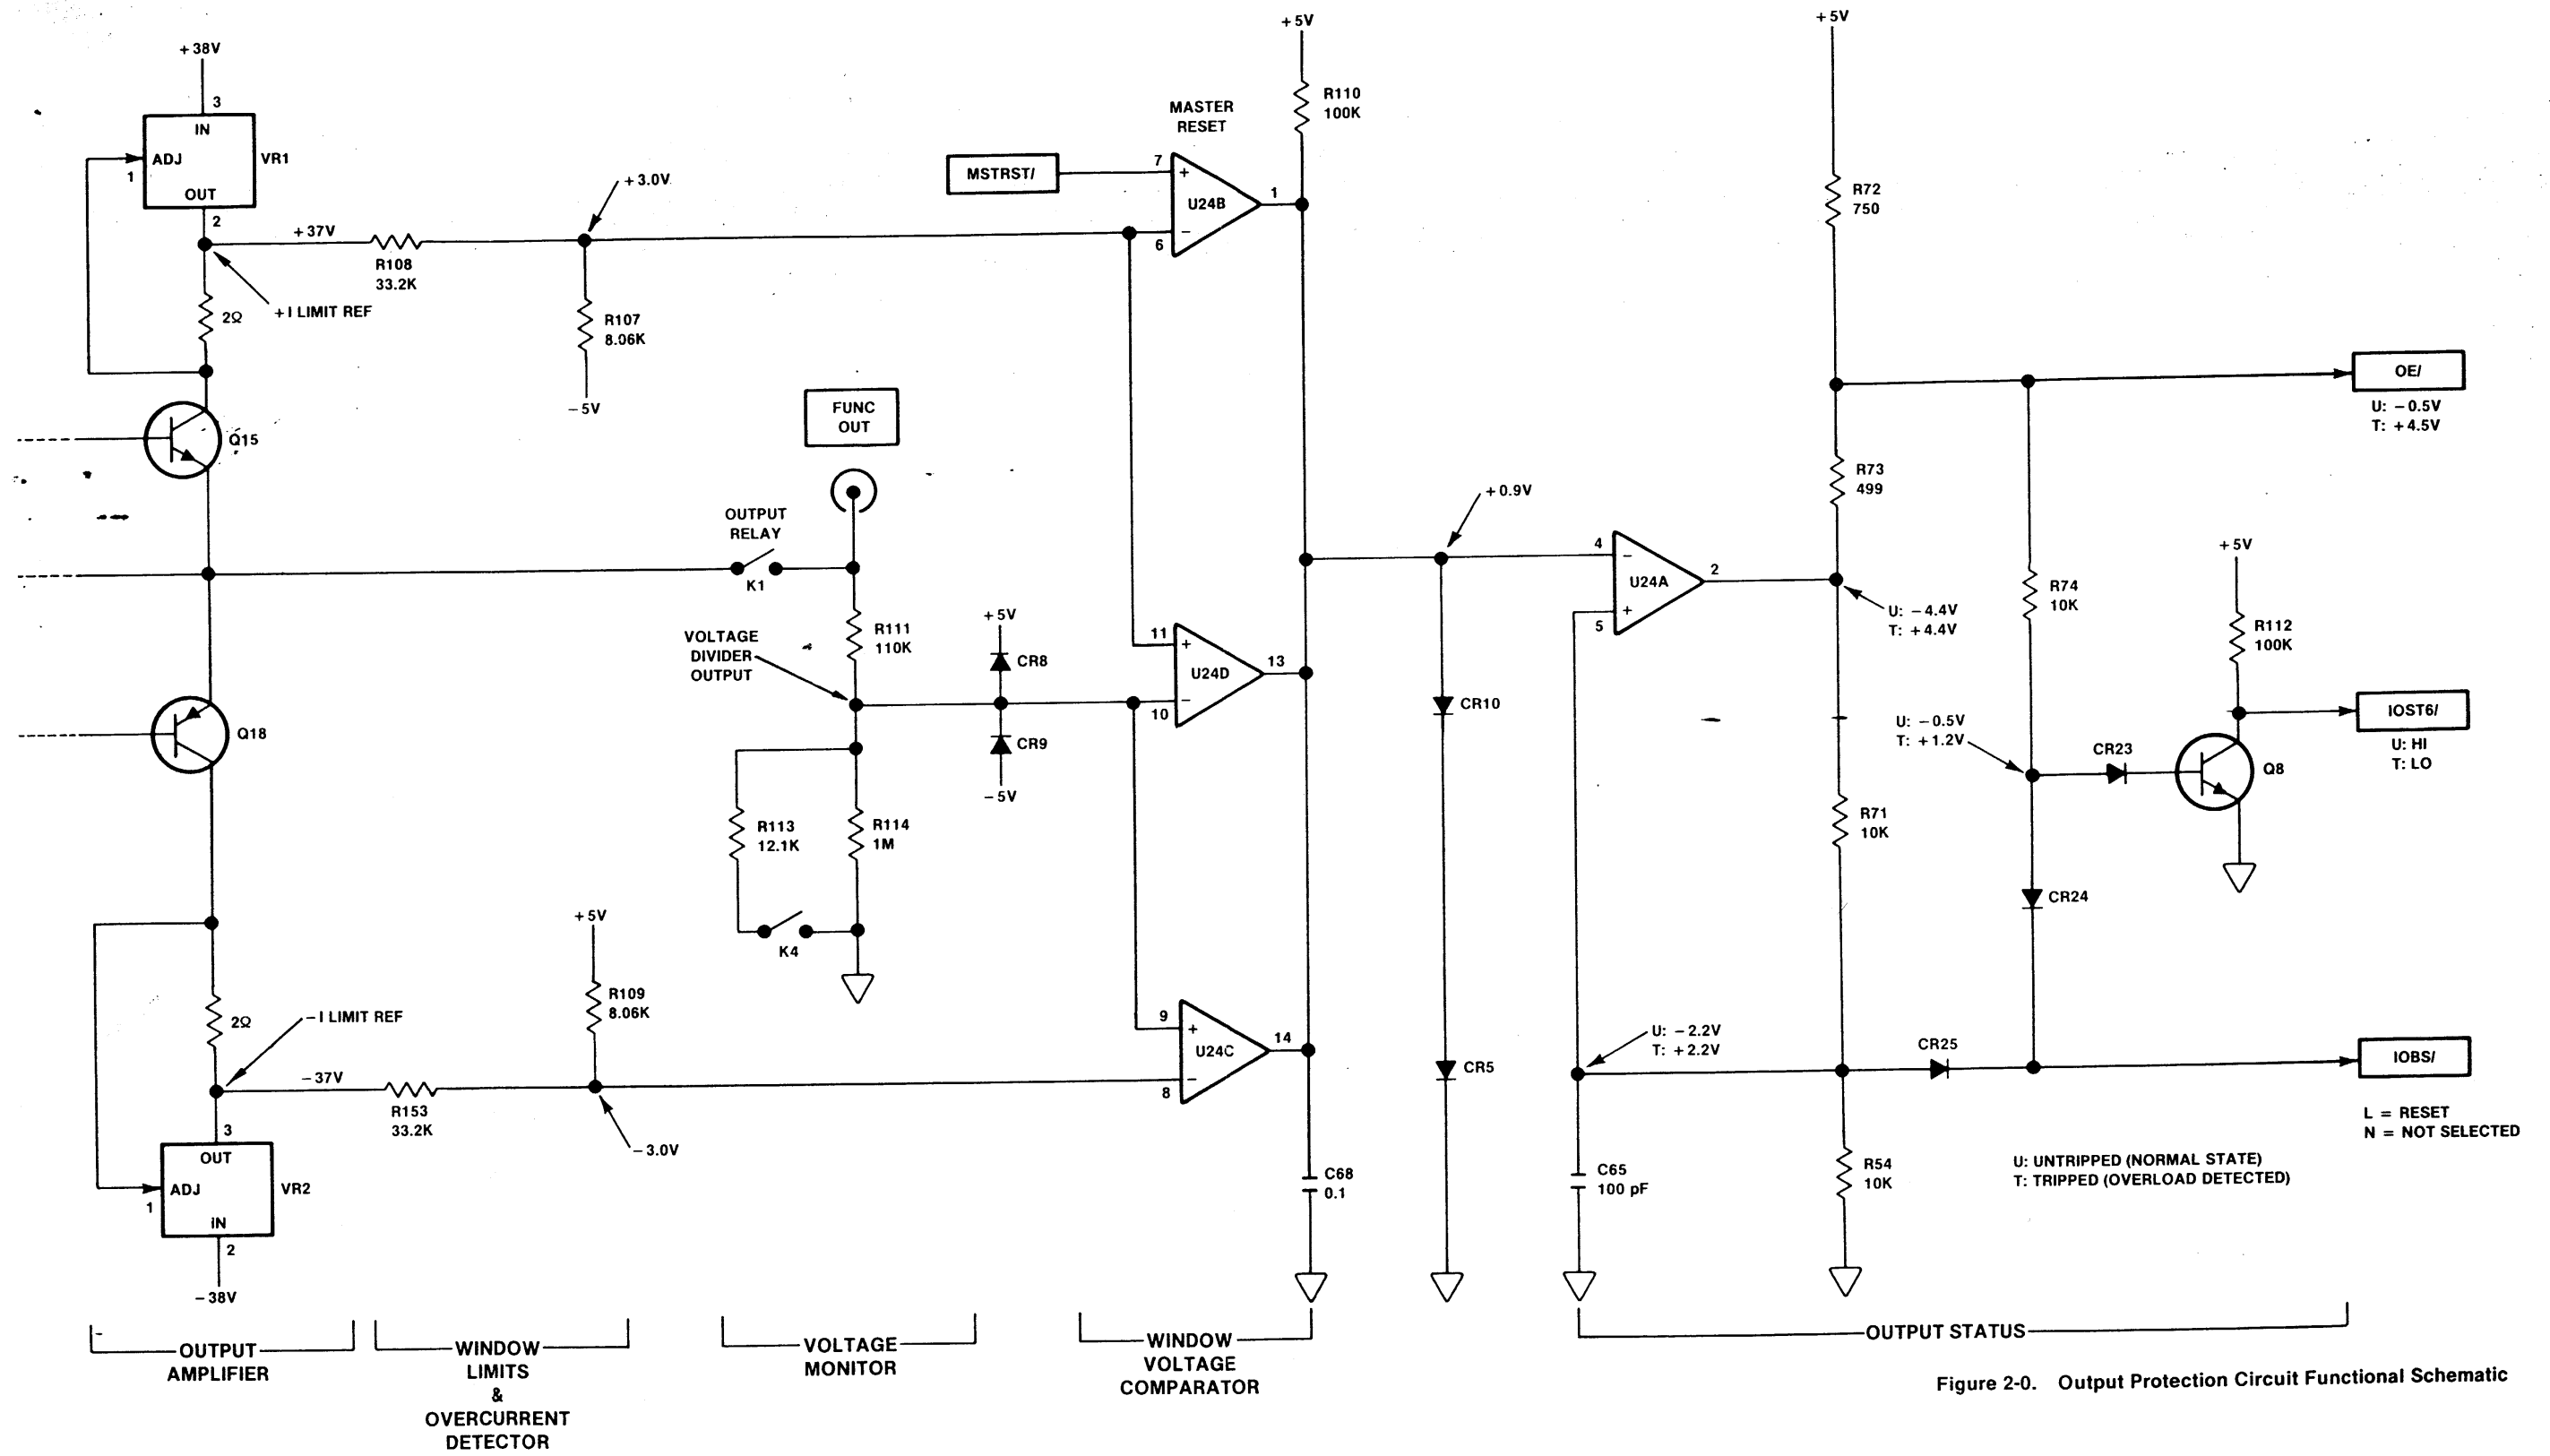 +38V
3
IN
ADJ
1
OUT
VR1
2
+37V
R108
33.2K
+I LIMIT REF
2Ω
Q15
+3.0V
R107
8.06K
−5V
FUNC
OUT
OUTPUT
RELAY
K1
Q18
2Ω
−I LIMIT REF
−37V
R153
33.2K
3
OUT
ADJ
1
IN
VR2
2
−38V
+5V
R109
8.06K
−3.0V
VOLTAGE
DIVIDER
OUTPUT
R111
110K
R113
12.1K
R114
1M
K4
+5V
CR8
CR9
−5V
MSTRST/
MASTER
RESET
7
+
U24B
−
6
1
+5V
R110
100K
11
+
U24D
−
10
13
9
+
U24C
−
8
14
C68
0.1
+0.9V
CR10
CR5
4
−
U24A
+
5
2
+5V
R72
750
R73
499
U: −4.4V
T: +4.4V
R71
10K
U: −2.2V
T: +2.2V
C65
100 pF
R54
10K
CR25
OE/
U: −0.5V
T: +4.5V
R74
10K
U: −0.5V
T: +1.2V
CR23
CR24
+5V
R112
100K
Q8
IOST6/
U: HI
T: LO
IOBS/
L = RESET
N = NOT SELECTED
U: UNTRIPPED (NORMAL STATE)
T: TRIPPED (OVERLOAD DETECTED)
OUTPUT
AMPLIFIER
WINDOW
LIMITS
&
OVERCURRENT
DETECTOR
VOLTAGE
MONITOR
WINDOW
VOLTAGE
COMPARATOR
OUTPUT STATUS
Figure 2-0. Output Protection Circuit Functional Schematic